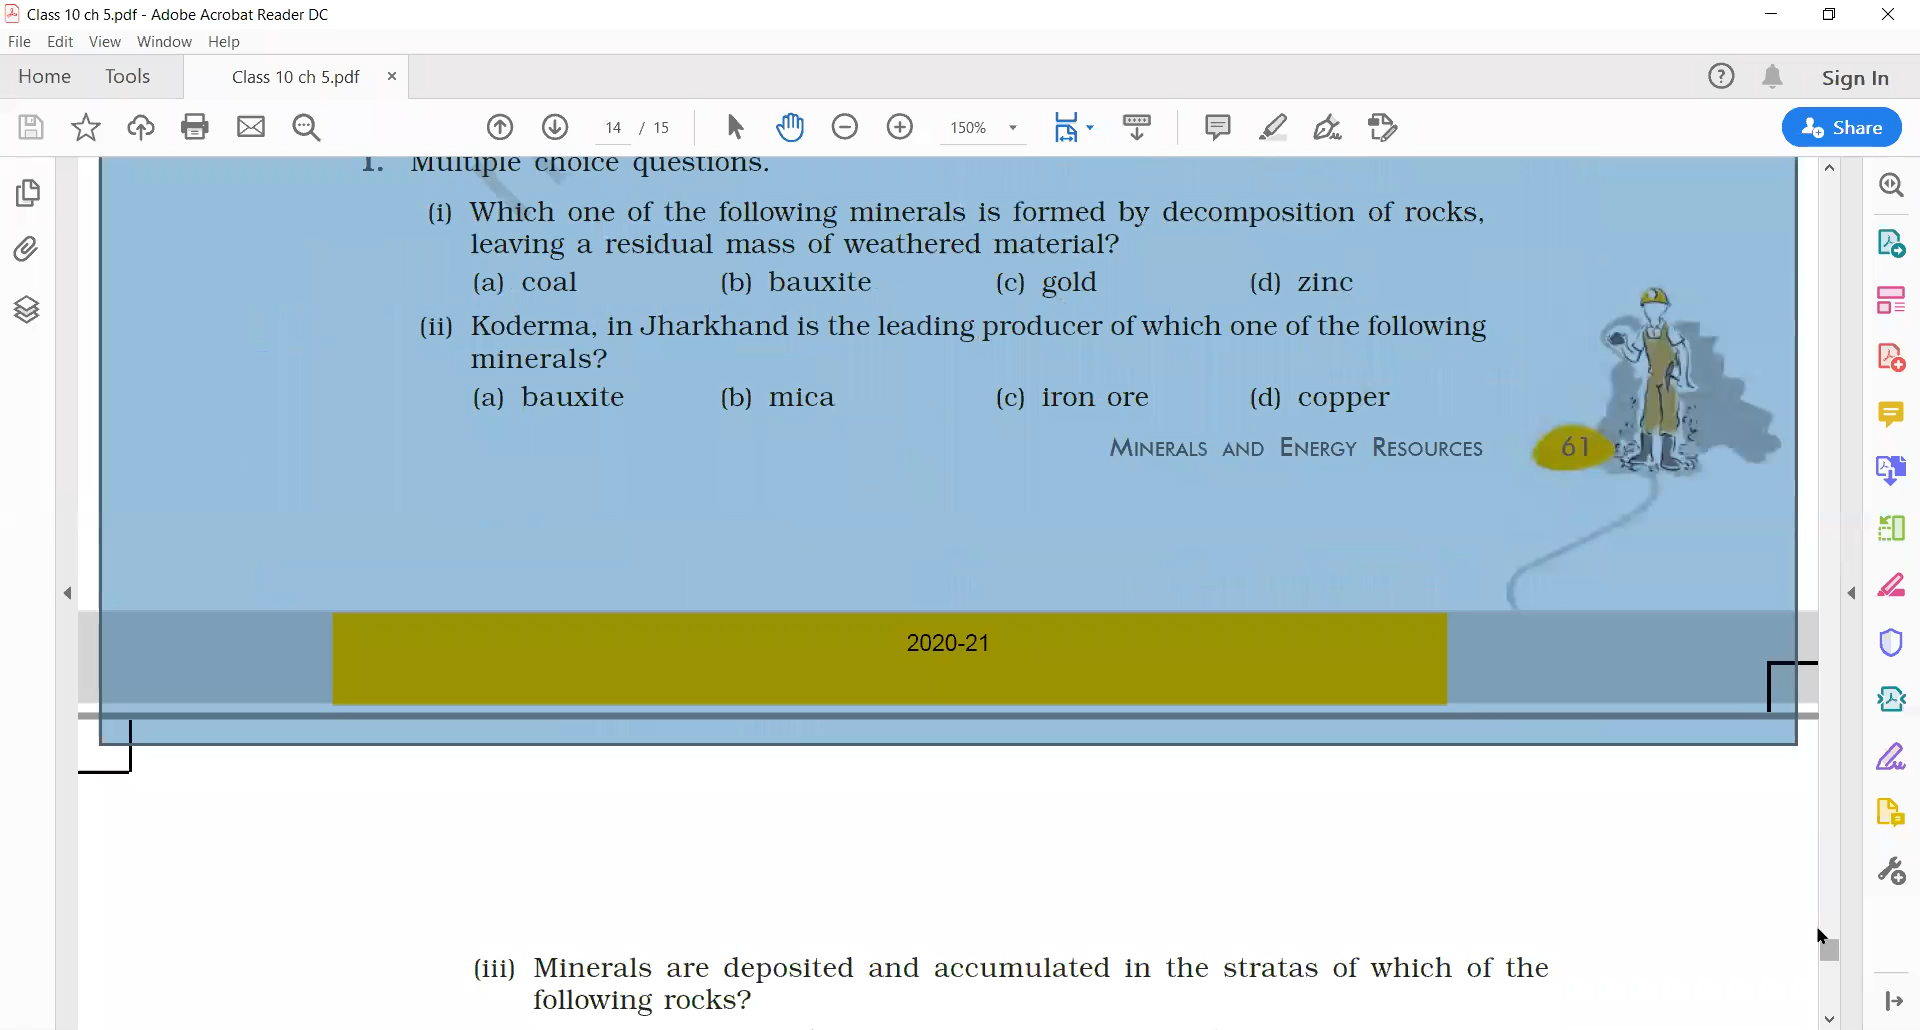 Class 10 ch 5.pdf - Adobe Acrobat Reader DC
File Edit View Window Help
Home Tools Class 10 ch 5.pdf × Sign In
14 / 15 150% Share
1. Multiple choice questions.
(i) Which one of the following minerals is formed by decomposition of rocks,
leaving a residual mass of weathered material?
(a) coal (b) bauxite (c) gold (d) zinc
(ii) Koderma, in Jharkhand is the leading producer of which one of the following
minerals?
(a) bauxite (b) mica (c) iron ore (d) copper
MINERALS AND ENERGY RESOURCES 61
2020-21
(iii) Minerals are deposited and accumulated in the stratas of which of the
following rocks?